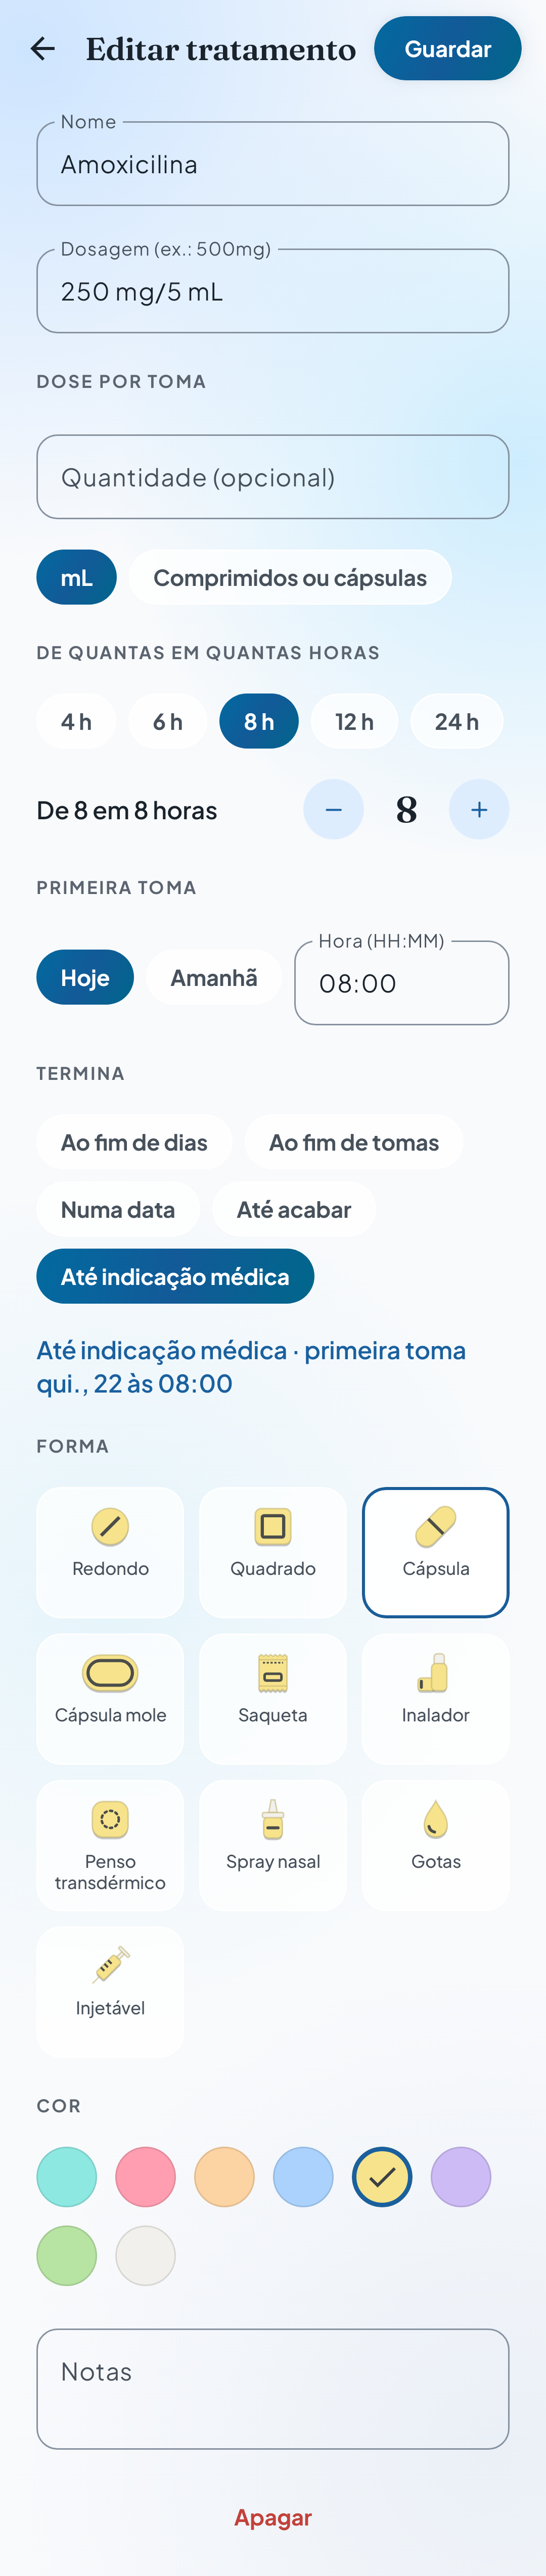 Editar tratamento
Guardar
Nome
Amoxicilina
Dosagem (ex.: 500mg)
250 mg/5 mL
DOSE POR TOMA
Quantidade (opcional)
mL
Comprimidos ou cápsulas
DE QUANTAS EM QUANTAS HORAS
4 h
6 h
8 h
12 h
24 h
De 8 em 8 horas
8
PRIMEIRA TOMA
Hoje
Amanhã
Hora (HH:MM)
08:00
TERMINA
Ao fim de dias
Ao fim de tomas
Numa data
Até acabar
Até indicação médica
Até indicação médica · primeira toma
qui., 22 às 08:00
FORMA
Redondo
Quadrado
Cápsula
Cápsula mole
Saqueta
Inalador
Penso
transdérmico
Spray nasal
Gotas
Injetável
COR
Notas
Apagar